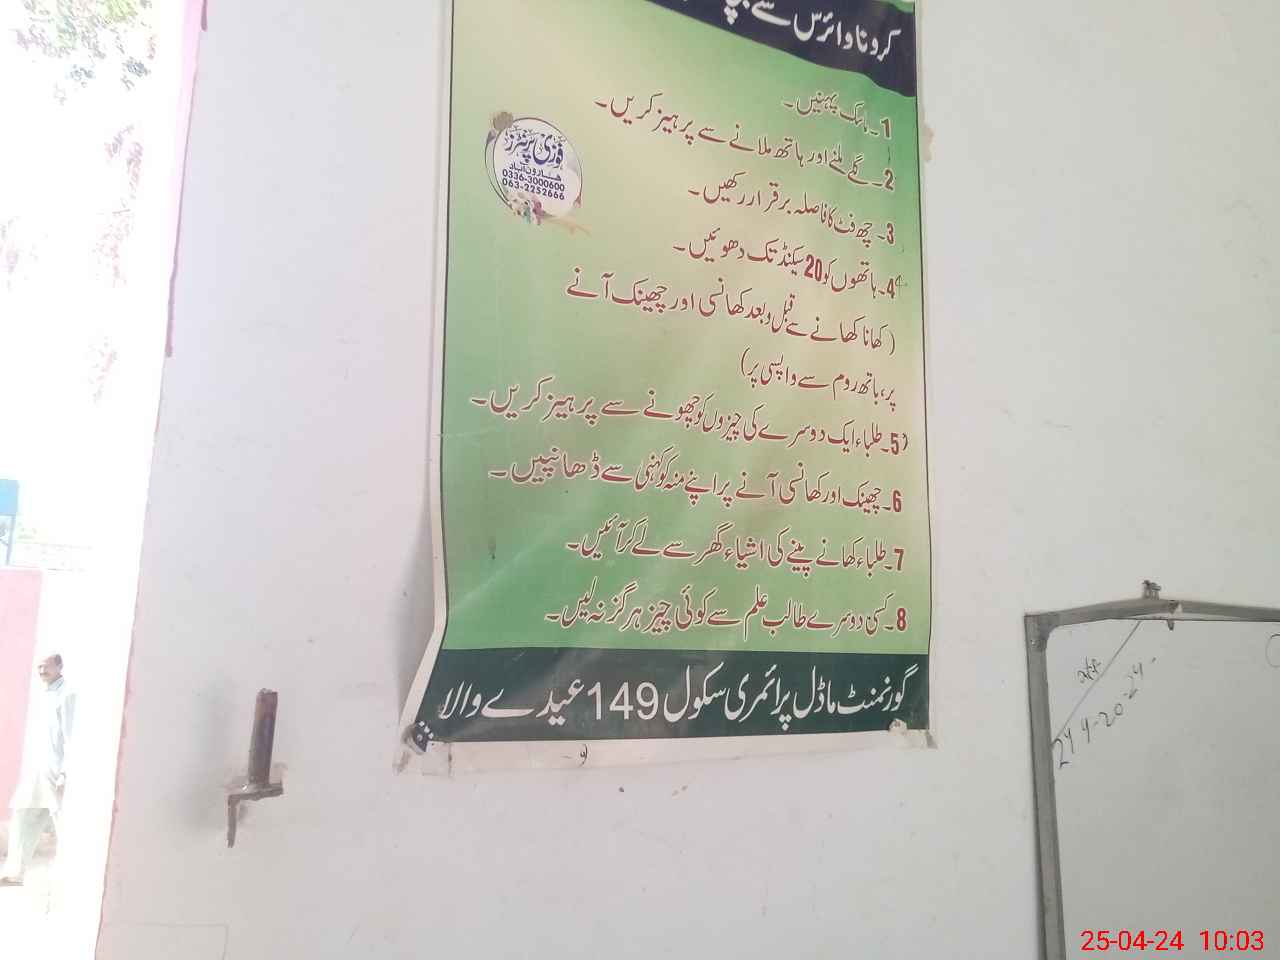 کرونا وائرس سے
1۔ ماسک پہنیں۔
2۔ گلے ملنے اور ہاتھ ملانے سے پرہیز کریں۔
3۔ چھ فٹ کا فاصلہ برقرار رکھیں۔
4۔ ہاتھوں کو 20 سیکنڈ تک دھوئیں۔
(کھانا کھانے سے قبل و بعد کھانسی اور چھینک آنے
پر، باتھ روم سے واپسی پر)
5۔ طلباء ایک دوسرے کی چیزوں کو چھونے سے پرہیز کریں۔
6۔ چھینک اور کھانسی آنے پر اپنے منہ کو کہنی سے ڈھانپیں۔
7۔ طلباء کھانے پینے کی اشیاء گھر سے لے کر آئیں۔
8۔ کسی دوسرے طالب علم سے کوئی چیز ہرگز نہ لیں۔
گورنمنٹ ماڈل پرائمری سکول 149 عیدے والا
فوزی پرنٹرز
ھارون آباد
0336-3000600
063-2252666
25-04-24 10:03